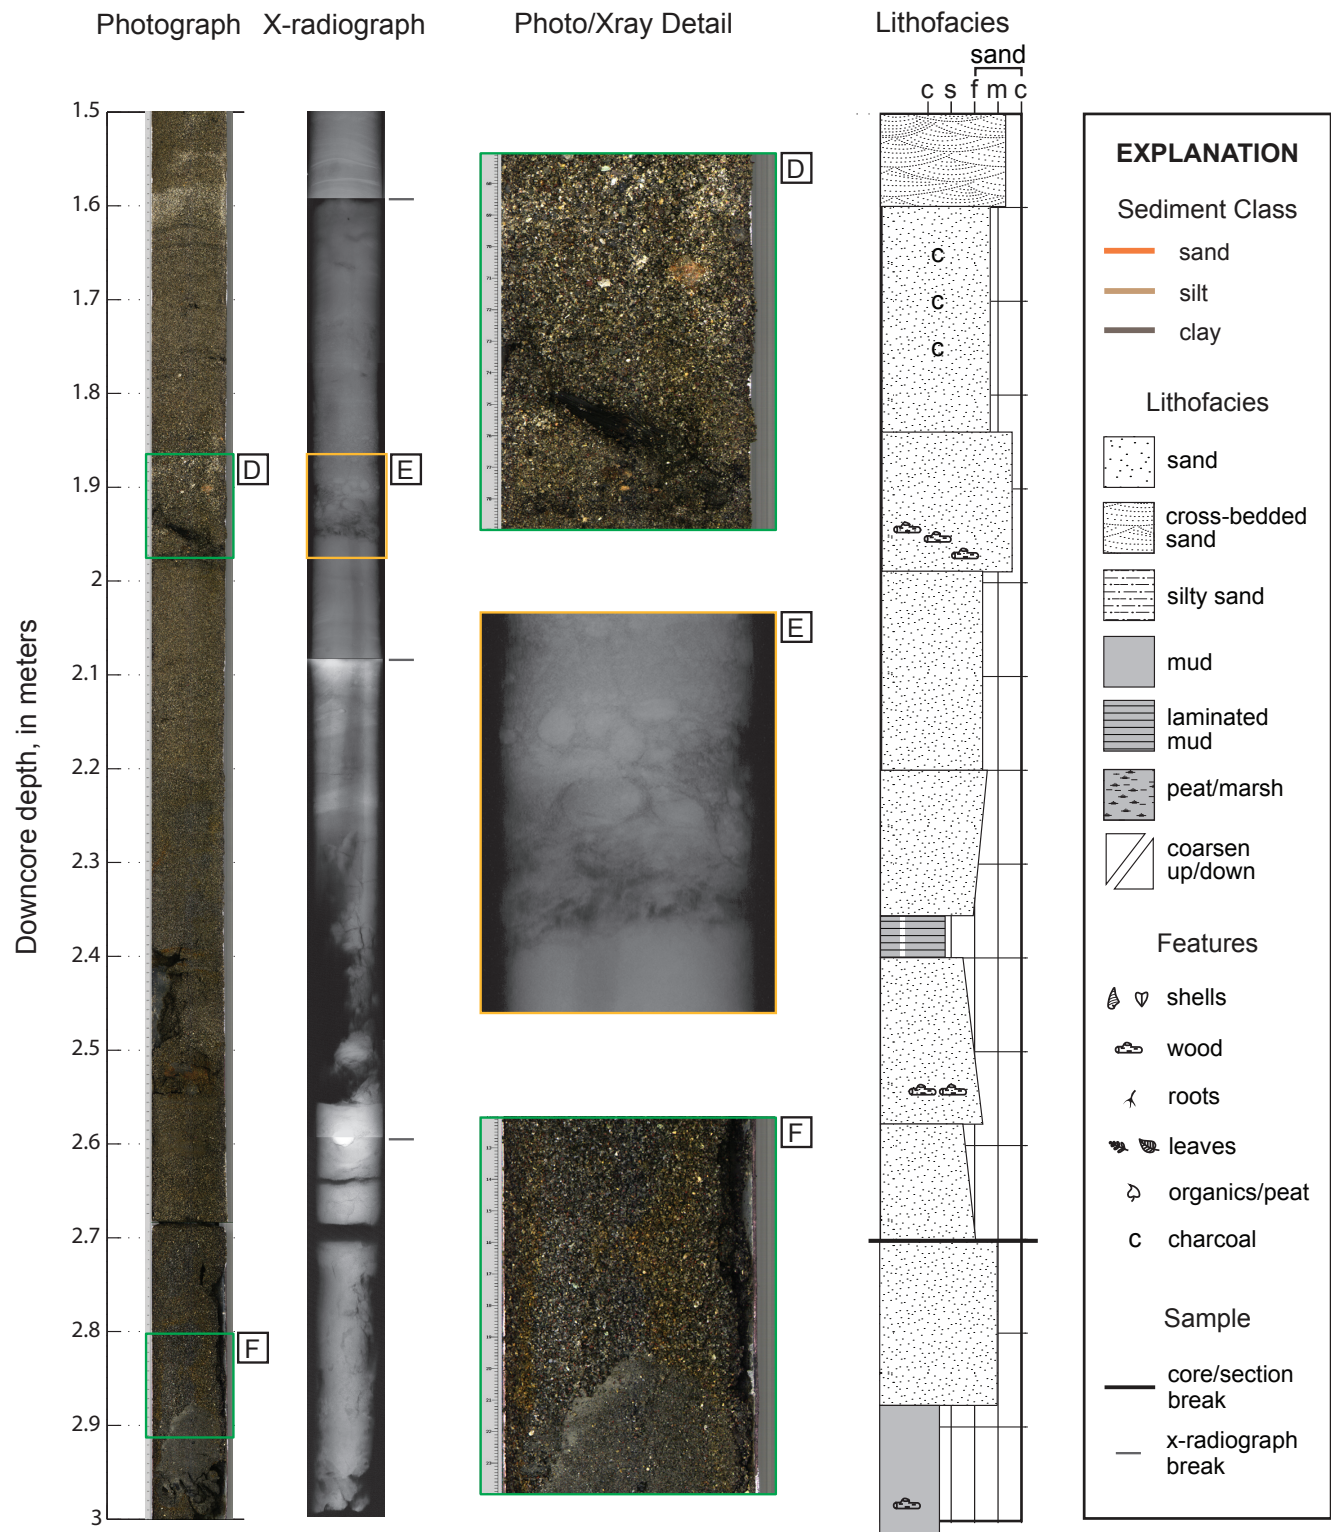 Photograph
X-radiograph
Photo/Xray Detail
Lithofacies
sand
c s f m c
Downcore depth, in meters
1.5
1.6
1.7
1.8
1.9
2
2.1
2.2
2.3
2.4
2.5
2.6
2.7
2.8
2.9
3
D
E
F
D
E
F
c
c
c
EXPLANATION
Sediment Class
sand
silt
clay
Lithofacies
sand
cross-bedded
sand
silty sand
mud
laminated
mud
peat/marsh
coarsen
up/down
Features
shells
wood
roots
leaves
organics/peat
c charcoal
Sample
core/section
break
x-radiograph
break